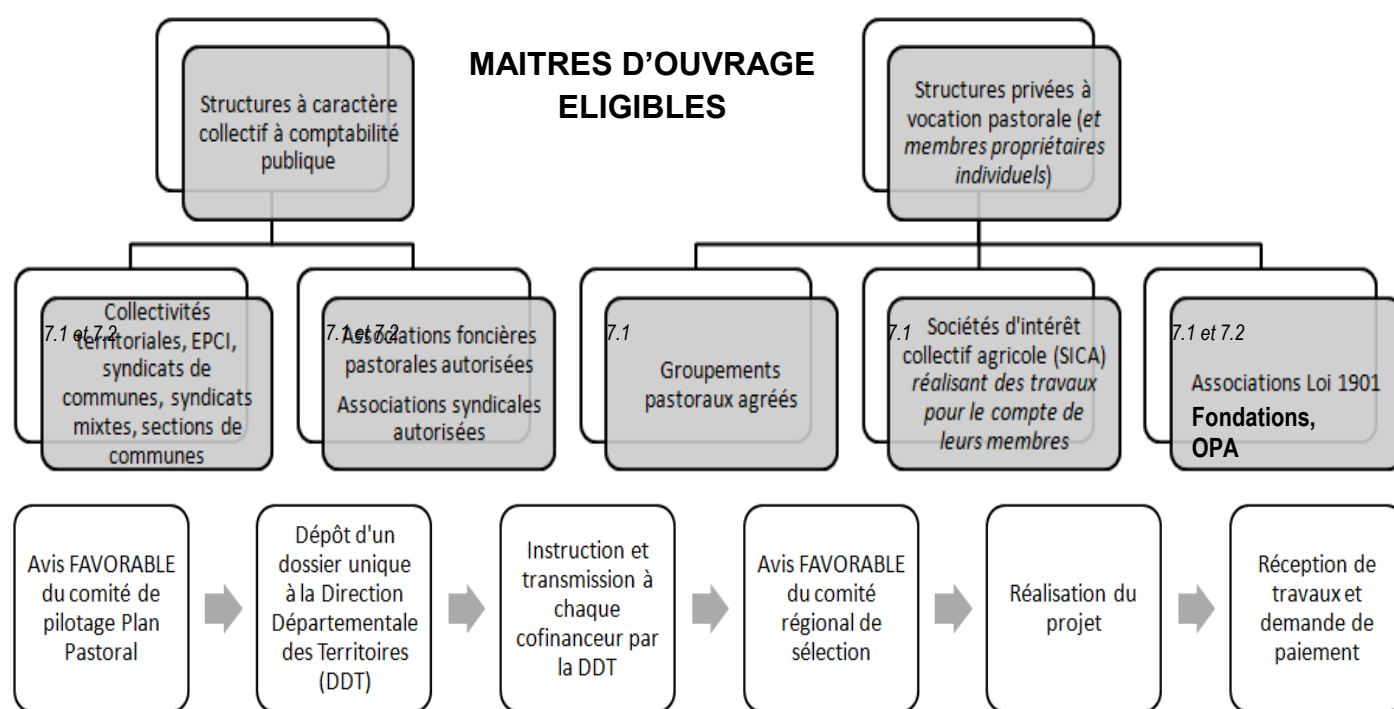 MAITRES D'OUVRAGE
ELIGIBLES
Structures à caractère
collectif à comptabilité
publique
Structures privées à
vocation pastorale (et
membres propriétaires
individuels)
7.1 et 7.2
Collectivités
territoriales, EPCI,
syndicats de
communes, syndicats
mixtes, sections de
communes
7.1 et 7.2
Associations foncières
pastorales autorisées
Associations syndicales
autorisées
7.1
Groupements
pastoraux agréés
7.1
Sociétés d'intérêt
collectif agricole (SICA)
réalisant des travaux
pour le compte de
leurs membres
7.1 et 7.2
Associations Loi 1901
Fondations,
OPA
Avis FAVORABLE
du comité de
pilotage Plan
Pastoral
Dépôt d'un
dossier unique
à la Direction
Départementale
des Territoires
(DDT)
Instruction et
transmission à
chaque
cofinanceur par
la DDT
Avis FAVORABLE
du comité
régional de
sélection
Réalisation du
projet
Réception de
travaux et
demande de
paiement